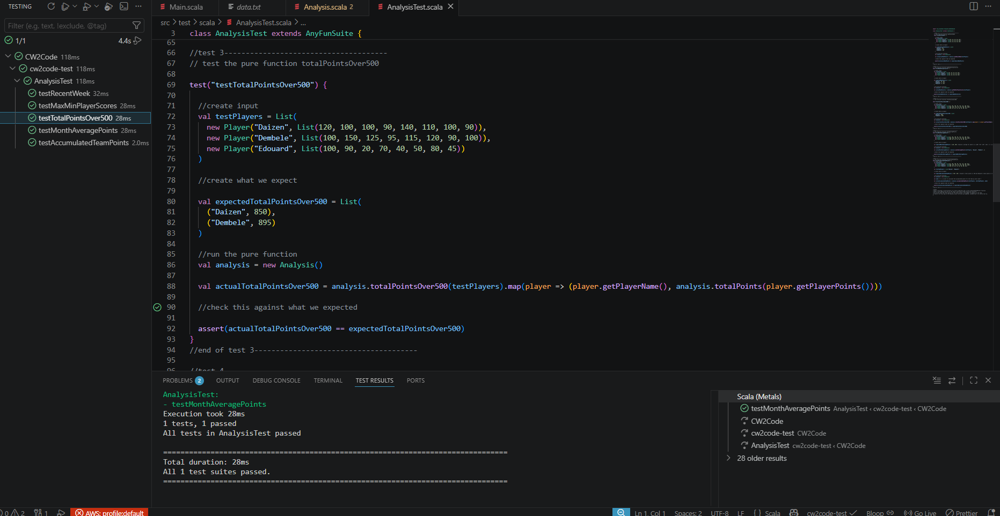 TESTING
Filter (e.g. text, !exclude, @tag)
1/1
4.4s
CW2Code 118ms
cw2code-test 118ms
AnalysisTest 118ms
testRecentWeek 32ms
testMaxMinPlayerScores 28ms
testTotalPointsOver500 28ms
testMonthAveragePoints 28ms
testAccumulatedTeamPoints 2.0ms
Main.scala
data.txt
Analysis.scala 2
AnalysisTest.scala
src > test > scala > AnalysisTest.scala > ...
3 class AnalysisTest extends AnyFunSuite {
65
66 //test 3--------------------------------------
67 // test the pure function totalPointsOver500
68
69 test("testTotalPointsOver500") {
70
71 //create input
72 val testPlayers = List(
73 new Player("Daizen", List(120, 100, 100, 90, 140, 110, 100, 90)),
74 new Player("Dembele", List(100, 150, 125, 95, 115, 120, 90, 100)),
75 new Player("Edouard", List(100, 90, 20, 70, 40, 50, 80, 45))
76 )
77
78 //create what we expect
79
80 val expectedTotalPointsOver500 = List(
81 ("Daizen", 850),
82 ("Dembele", 895)
83 )
84
85 //run the pure function
86 val analysis = new Analysis()
87
88 val actualTotalPointsOver500 = analysis.totalPointsOver500(testPlayers).map(player => (player.getPlayerName(), analysis.totalPoints(player.getPlayerPoints())))
89
90 //check this against what we expected
91
92 assert(actualTotalPointsOver500 == expectedTotalPointsOver500)
93 }
94 //end of test 3--------------------------------------
95
96 //test 4
PROBLEMS 2
OUTPUT
DEBUG CONSOLE
TERMINAL
TEST RESULTS
PORTS
AnalysisTest:
- testMonthAveragePoints
Execution took 28ms
1 tests, 1 passed
All tests in AnalysisTest passed
================================================================================
Total duration: 28ms
All 1 test suites passed.
================================================================================
Scala (Metals)
testMonthAveragePoints AnalysisTest ‹ cw2code-test ‹ CW2Code
CW2Code
cw2code-test CW2Code
AnalysisTest cw2code-test ‹ CW2Code
28 older results
0 2 1 AWS: profile:default
Ln 1, Col 1 Spaces: 2 UTF-8 LF { } Scala cw2code-test Bloop Go Live Prettier